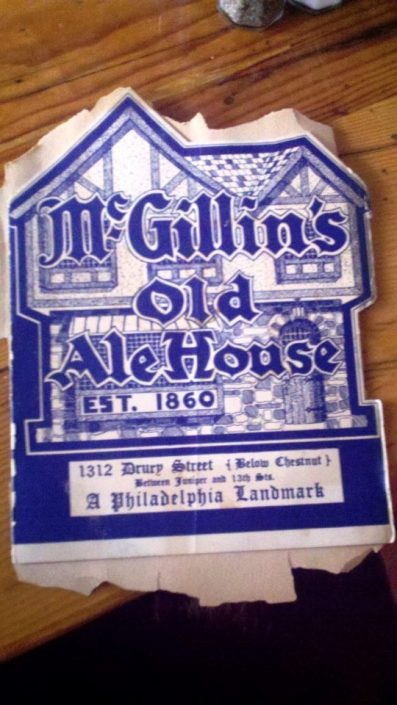 McGillin's
Old
Ale House
EST. 1860
1312 Drury Street {Below Chestnut}
Between Juniper and 13th Sts.
A Philadelphia Landmark